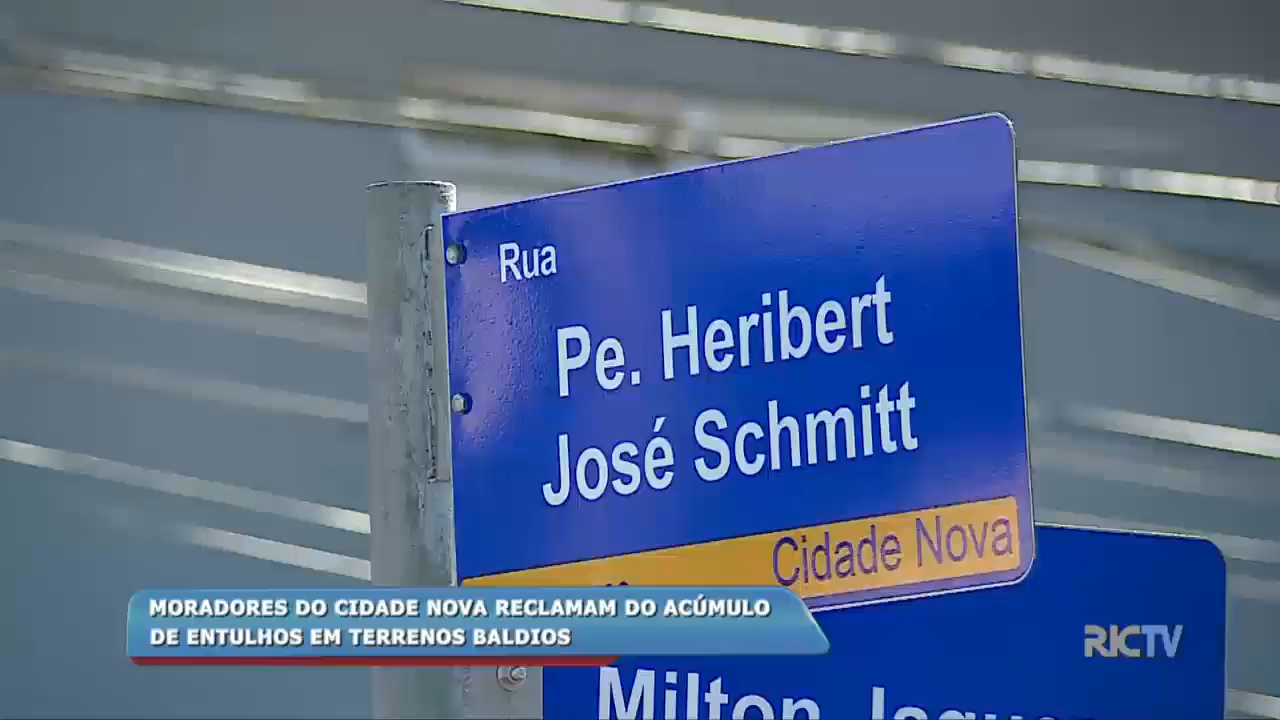 Rua
Pe. Heribert
José Schmitt
Cidade Nova
MORADORES DO CIDADE NOVA RECLAMAM DO ACÚMULO
DE ENTULHOS EM TERRENOS BALDIOS
RICTV
Milton